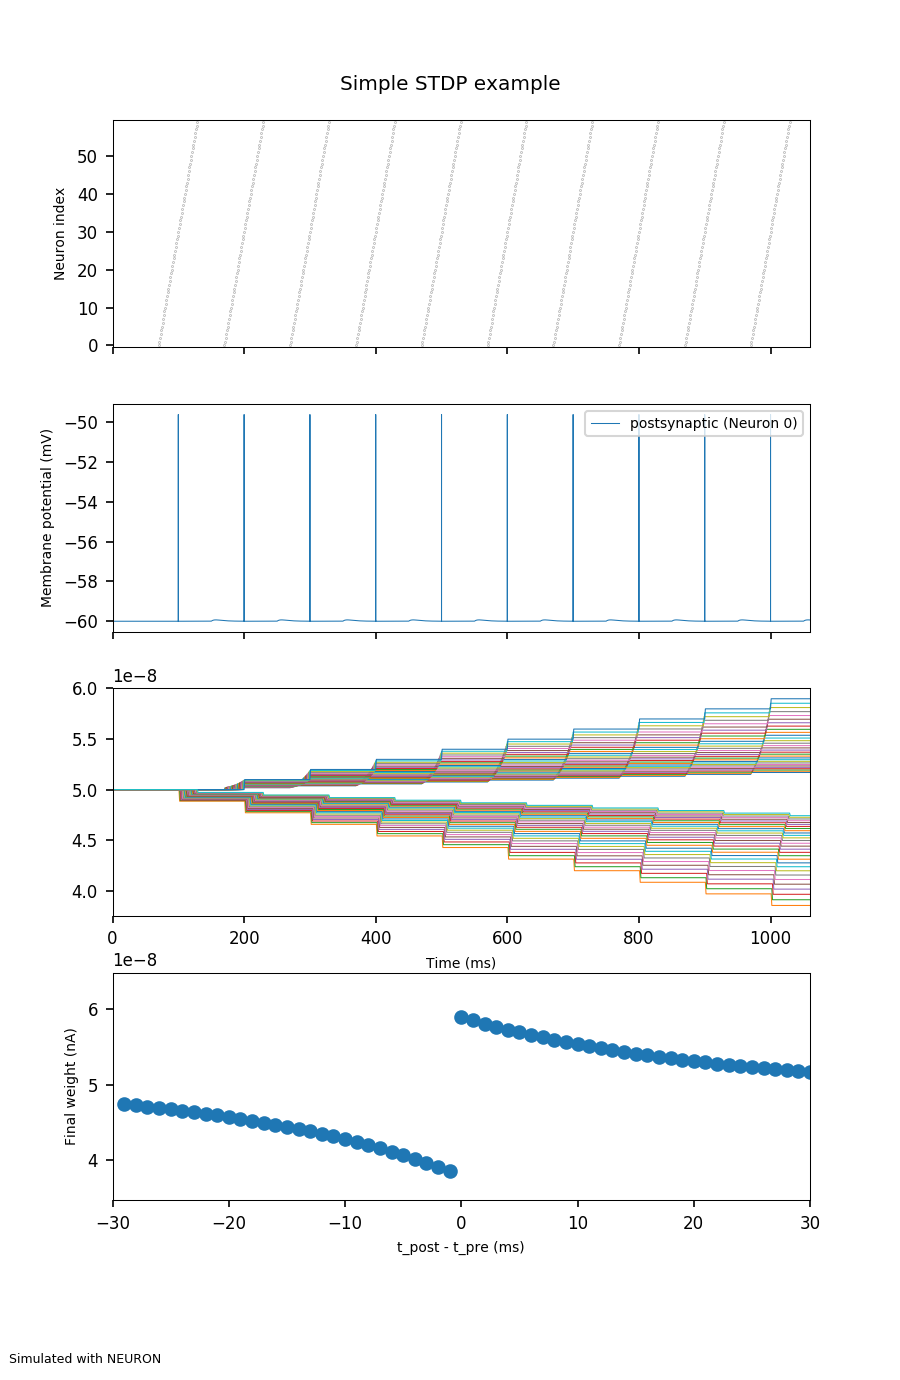 Simple STDP example
50
40
30
20
10
0
Neuron index
−50
−52
−54
−56
−58
−60
Membrane potential (mV)
postsynaptic (Neuron 0)
1e−8
6.0
5.5
5.0
4.5
4.0
0 200 400 600 800 1000
Time (ms)
1e−8
6
5
4
Final weight (nA)
−30 −20 −10 0 10 20 30
t_post - t_pre (ms)
Simulated with NEURON